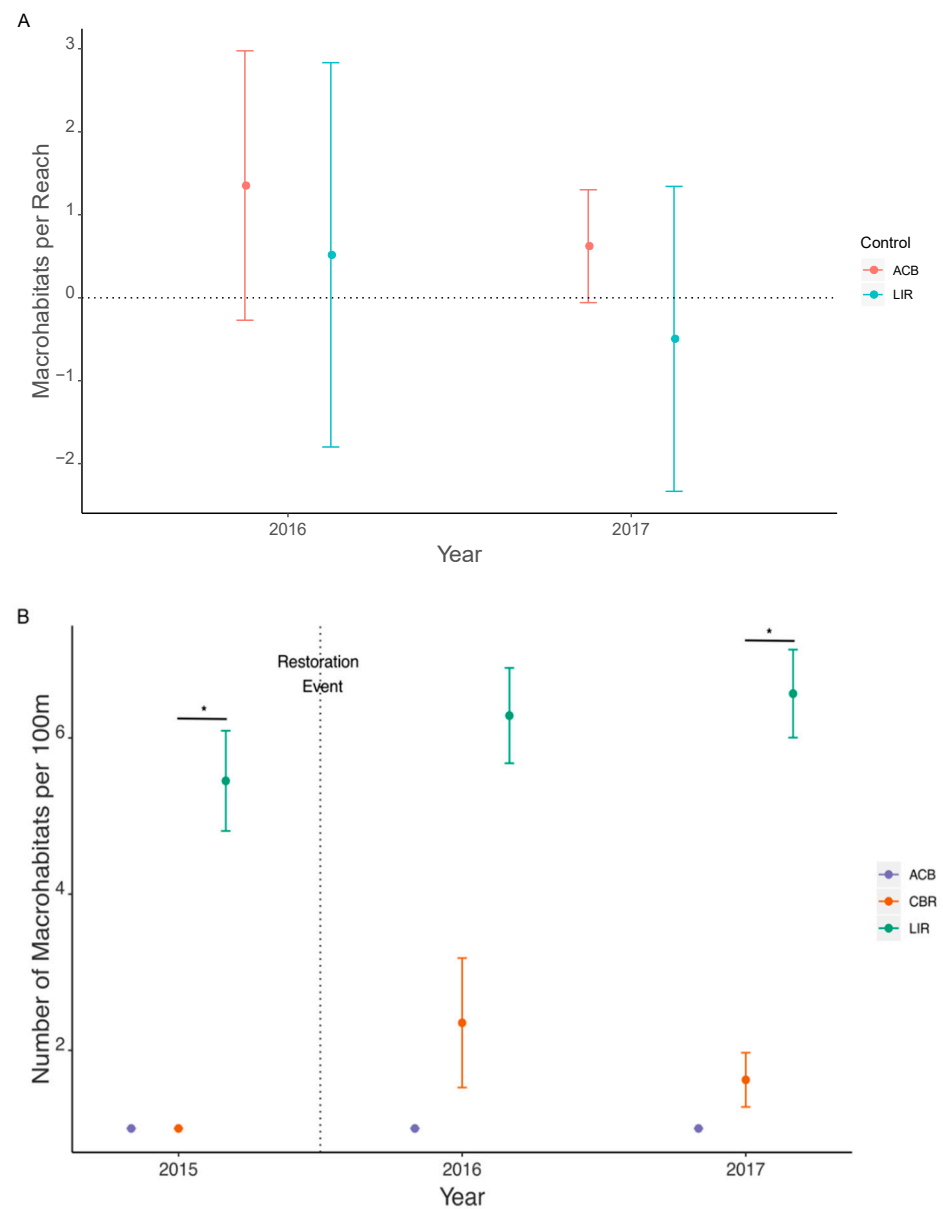 A
Macrohabitats per Reach
3
2
1
0
−1
−2
2016
2017
Year
Control
ACB
LIR
B
Number of Macrohabitats per 100m
6
4
2
*
Restoration
Event
*
2015
2016
2017
Year
ACB
CBR
LIR